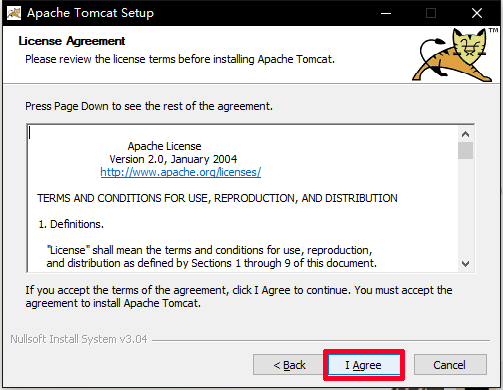 Apache Tomcat Setup
License Agreement
Please review the license terms before installing Apache Tomcat.
TM
Press Page Down to see the rest of the agreement.
Apache License
Version 2.0, January 2004
http://www.apache.org/licenses/
TERMS AND CONDITIONS FOR USE, REPRODUCTION, AND DISTRIBUTION
1. Definitions.
"License" shall mean the terms and conditions for use, reproduction,
and distribution as defined by Sections 1 through 9 of this document.
If you accept the terms of the agreement, click I Agree to continue. You must accept the
agreement to install Apache Tomcat.
Nullsoft Install System v3.04
< Back
I Agree
Cancel